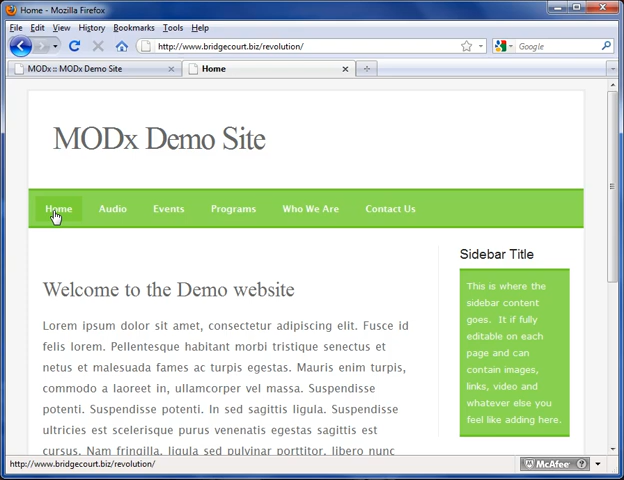 Home - Mozilla Firefox
File Edit View History Bookmarks Tools Help
http://www.bridgecourt.biz/revolution/
Google
MODx :: MODx Demo Site
Home
MODx Demo Site
Home Audio Events Programs Who We Are Contact Us
Sidebar Title
This is where the
sidebar content
goes. It if fully
editable on each
page and can
contain images,
links, video and
whatever else you
feel like adding here.
Welcome to the Demo website
Lorem ipsum dolor sit amet, consectetur adipiscing elit. Fusce id
felis lorem. Pellentesque habitant morbi tristique senectus et
netus et malesuada fames ac turpis egestas. Mauris enim turpis,
commodo a laoreet in, ullamcorper vel massa. Suspendisse
potenti. Suspendisse potenti. In sed sagittis ligula. Suspendisse
ultricies est scelerisque purus venenatis egestas sagittis
cursus. Nam fringilla, ligula sed pulvinar porttitor, libero nunc
http://www.bridgecourt.biz/revolution/
McAfee